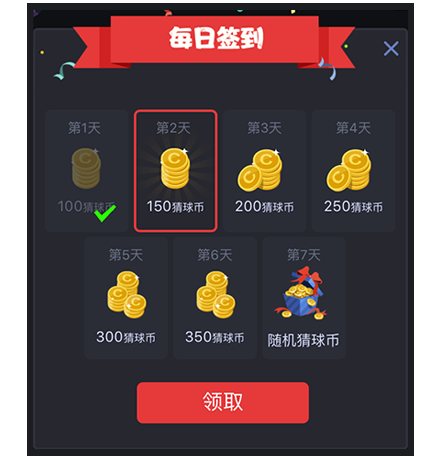 每日签到
第1天
第2天
第3天
第4天
100猜球币
150猜球币
200猜球币
250猜球币
第5天
第6天
第7天
300猜球币
350猜球币
随机猜球币
领取